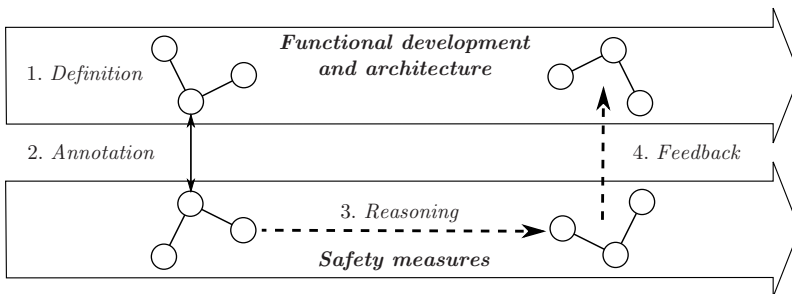 Functional development
and architecture
1. Definition
2. Annotation
4. Feedback
3. Reasoning
Safety measures